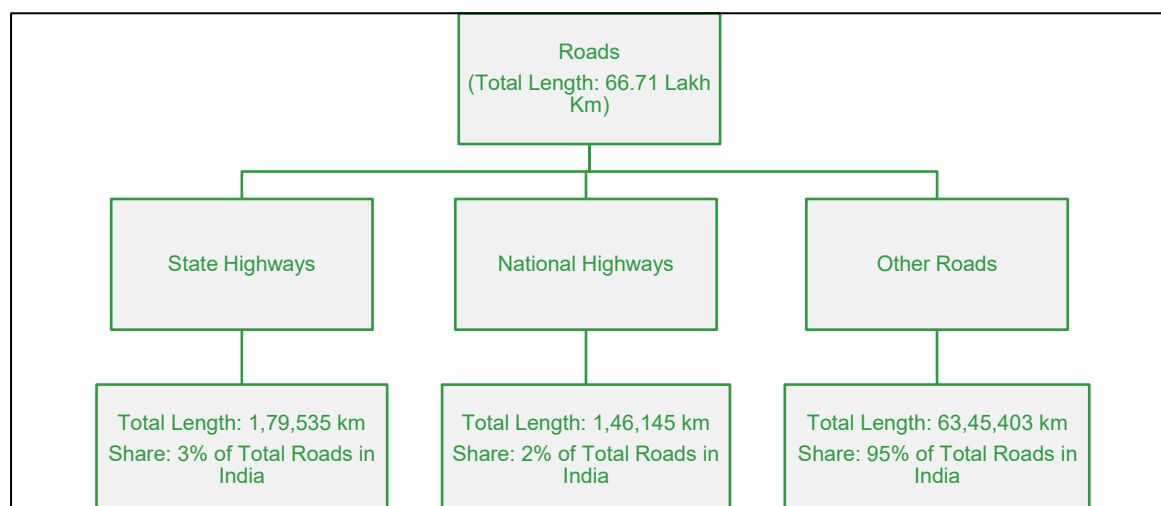 Roads
(Total Length: 66.71 Lakh
Km)
State Highways
National Highways
Other Roads
Total Length: 1,79,535 km
Share: 3% of Total Roads in
India
Total Length: 1,46,145 km
Share: 2% of Total Roads in
India
Total Length: 63,45,403 km
Share: 95% of Total Roads in
India